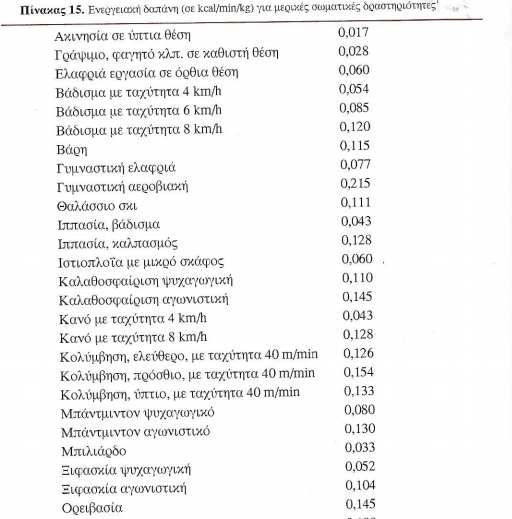 Πίνακας 15. Ενεργειακή δαπάνη (σε kcal/min/kg) για μερικές σωματικές δραστηριότητες¹
Ακινησία σε ύπτια θέση 0,017
Γράψιμο, φαγητό κλπ. σε καθιστή θέση 0,028
Ελαφριά εργασία σε όρθια θέση 0,060
Βάδισμα με ταχύτητα 4 km/h 0,054
Βάδισμα με ταχύτητα 6 km/h 0,085
Βάδισμα με ταχύτητα 8 km/h 0,120
Βάρη 0,115
Γυμναστική ελαφριά 0,077
Γυμναστική αεροβιακή 0,215
Θαλάσσιο σκι 0,111
Ιππασία, βάδισμα 0,043
Ιππασία, καλπασμός 0,128
Ιστιοπλοΐα με μικρό σκάφος 0,060
Καλαθοσφαίριση ψυχαγωγική 0,110
Καλαθοσφαίριση αγωνιστική 0,145
Κανό με ταχύτητα 4 km/h 0,043
Κανό με ταχύτητα 8 km/h 0,128
Κολύμβηση, ελεύθερο, με ταχύτητα 40 m/min 0,126
Κολύμβηση, πρόσθιο, με ταχύτητα 40 m/min 0,154
Κολύμβηση, ύπτιο, με ταχύτητα 40 m/min 0,133
Μπάντμιντον ψυχαγωγικό 0,080
Μπάντμιντον αγωνιστικό 0,130
Μπιλιάρδο 0,033
Ξιφασκία ψυχαγωγική 0,052
Ξιφασκία αγωνιστική 0,104
Ορειβασία 0,145